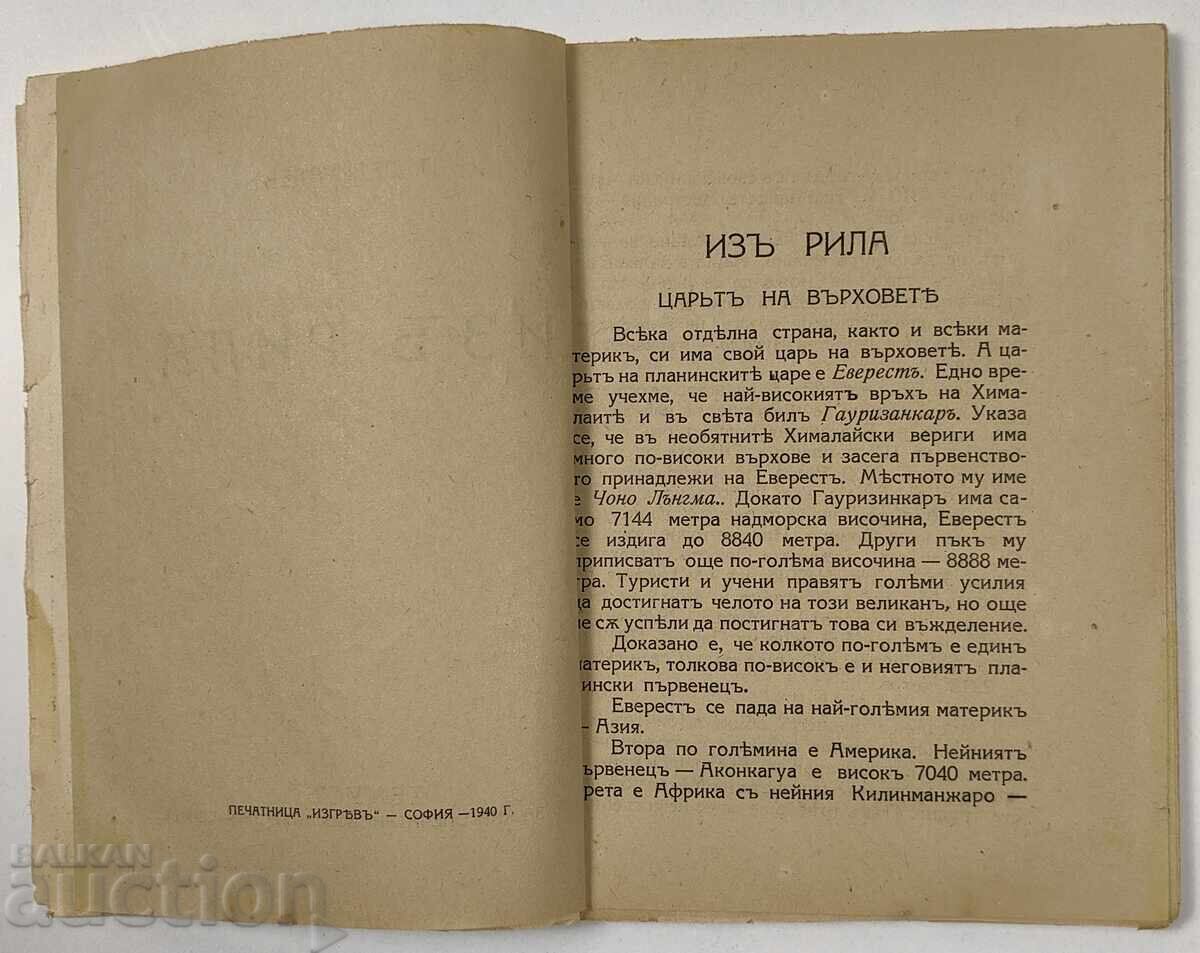 ПЕЧАТНИЦА „ИЗГРѢВЪ" — СОФИЯ —1940 Г.
BALKAN
auction
ИЗЪ РИЛА
ЦАРЬТЪ НА ВЪРХОВЕТѢ
Всѣка отдѣлна страна, както и всѣки ма-
терикъ, си има свой царь на върховетѣ. А ца-
рьтъ на планинскитѣ царе е Еверестъ. Едно вре-
ме учехме, че най-високиятъ връхъ на Хима-
лаитѣ и въ свѣта билъ Гауризанкаръ. Указа
се, че въ необятнитѣ Хималайски вериги има
много по-високи върхове и засега първенство-
то принадлежи на Еверестъ. Мѣстното му име
е Чоно Лънгма.. Докато Гауризинкаръ има са-
мо 7144 метра надморска височина, Еверестъ
се издига до 8840 метра. Други пъкъ му
приписватъ още по-голѣма височина — 8888 ме-
тра. Туристи и учени правятъ голѣми усилия
да достигнатъ челото на този великанъ, но още
не сѫ успѣли да постигнатъ това си въжделение.
Доказано е, че колкото по-голѣмъ е единъ
материкъ, толкова по-високъ е и неговиятъ пла-
нински първенецъ.
Еверестъ се пада на най-голѣмия материкъ
— Азия.
Втора по голѣмина е Америка. Нейниятъ
първенецъ — Аконкагуа е високъ 7040 метра.
Трета е Африка съ нейния Килинманжаро —